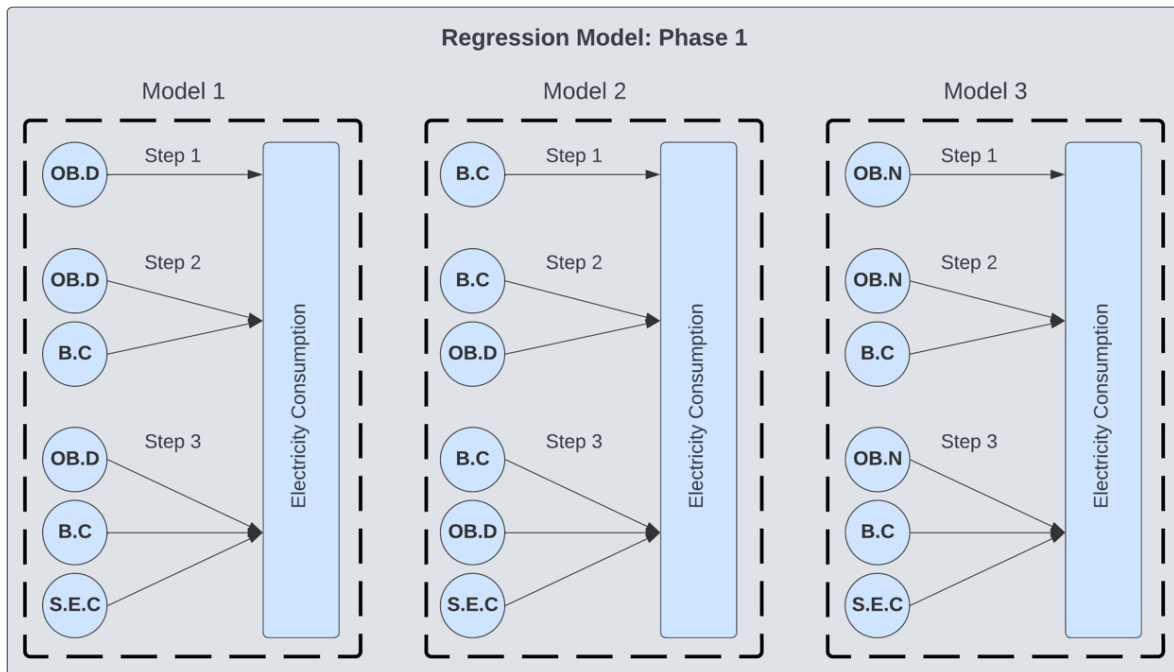 Regression Model: Phase 1
Model 1
Step 1
OB.D
Step 2
OB.D
B.C
Step 3
OB.D
B.C
S.E.C
Electricity Consumption
Model 2
Step 1
B.C
Step 2
B.C
OB.D
Step 3
B.C
OB.D
S.E.C
Electricity Consumption
Model 3
Step 1
OB.N
Step 2
OB.N
B.C
Step 3
OB.N
B.C
S.E.C
Electricity Consumption